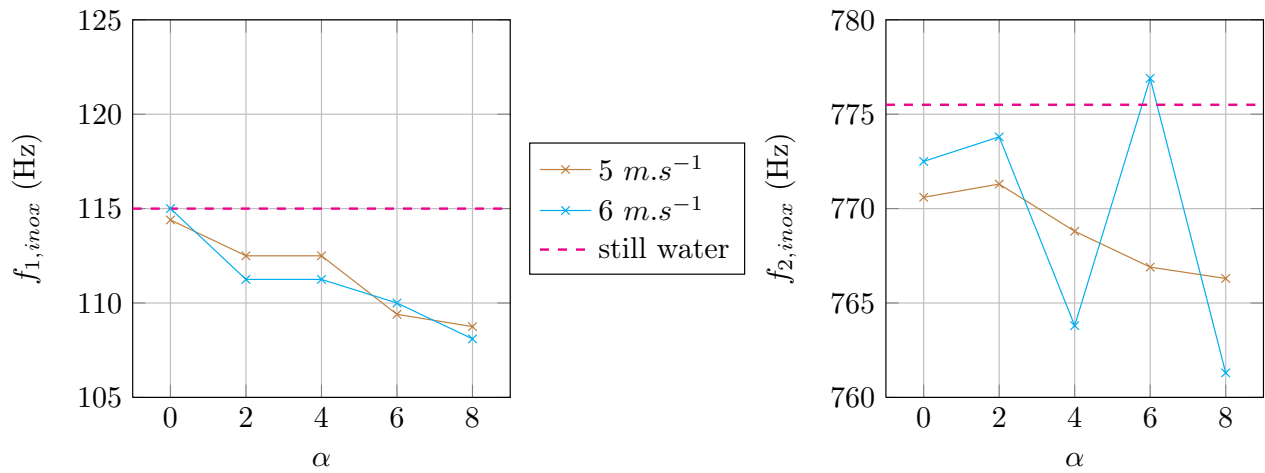 125
120
115
110
105
0 2 4 6 8
α
f1,inox (Hz)
5 m.s−1
6 m.s−1
still water
780
775
770
765
760
0 2 4 6 8
α
f2,inox (Hz)